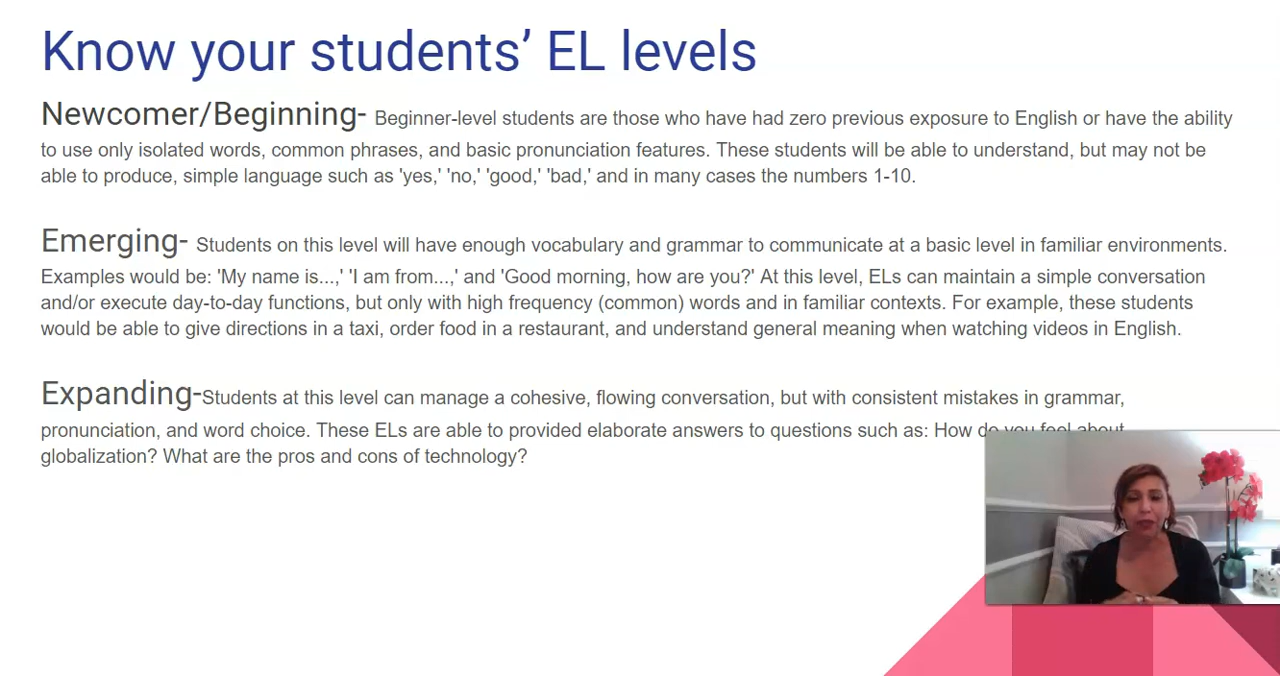 Know your students’ EL levels
Newcomer/Beginning- Beginner-level students are those who have had zero previous exposure to English or have the ability
to use only isolated words, common phrases, and basic pronunciation features. These students will be able to understand, but may not be
able to produce, simple language such as 'yes,' 'no,' 'good,' 'bad,' and in many cases the numbers 1-10.
Emerging- Students on this level will have enough vocabulary and grammar to communicate at a basic level in familiar environments.
Examples would be: 'My name is...,' 'I am from...,' and 'Good morning, how are you?' At this level, ELs can maintain a simple conversation
and/or execute day-to-day functions, but only with high frequency (common) words and in familiar contexts. For example, these students
would be able to give directions in a taxi, order food in a restaurant, and understand general meaning when watching videos in English.
Expanding-Students at this level can manage a cohesive, flowing conversation, but with consistent mistakes in grammar,
pronunciation, and word choice. These ELs are able to provided elaborate answers to questions such as: How do you feel about
globalization? What are the pros and cons of technology?